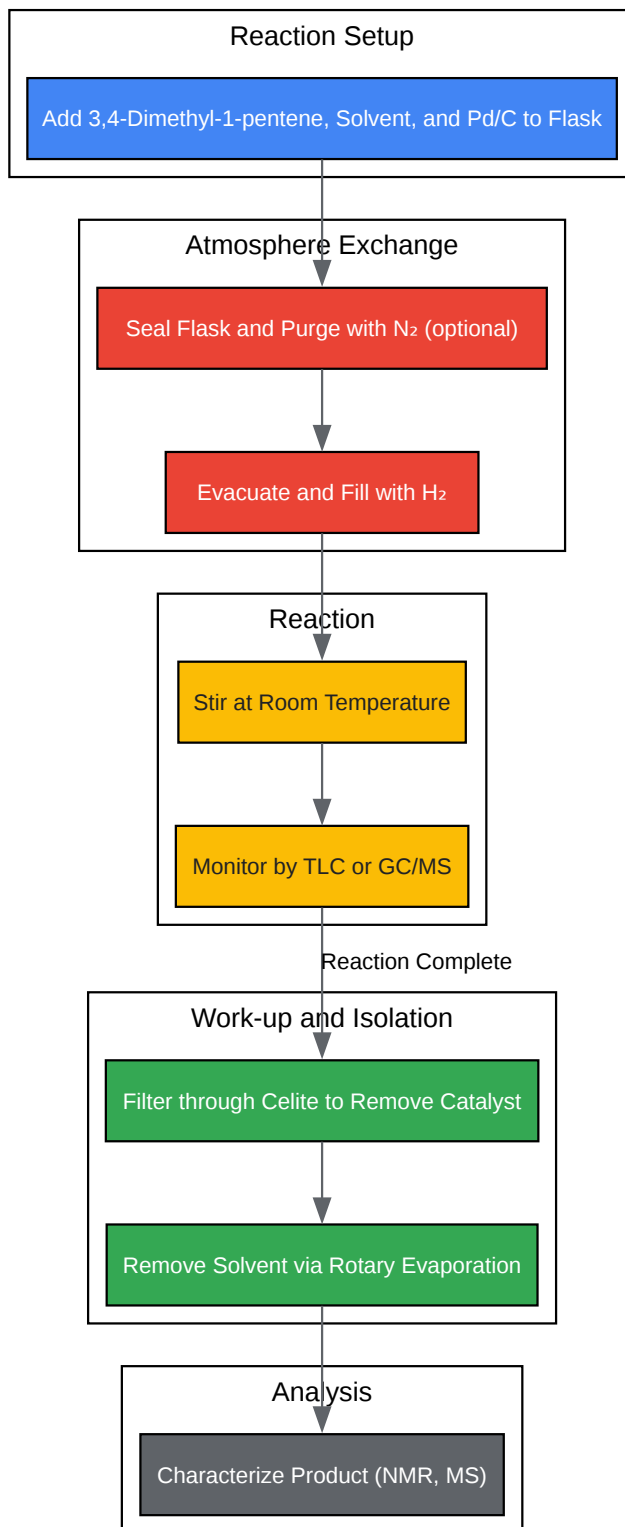 Reaction Setup
Add 3,4-Dimethyl-1-pentene, Solvent, and Pd/C to Flask
Atmosphere Exchange
Seal Flask and Purge with N₂ (optional)
Evacuate and Fill with H₂
Reaction
Stir at Room Temperature
Monitor by TLC or GC/MS
Reaction Complete
Work-up and Isolation
Filter through Celite to Remove Catalyst
Remove Solvent via Rotary Evaporation
Analysis
Characterize Product (NMR, MS)